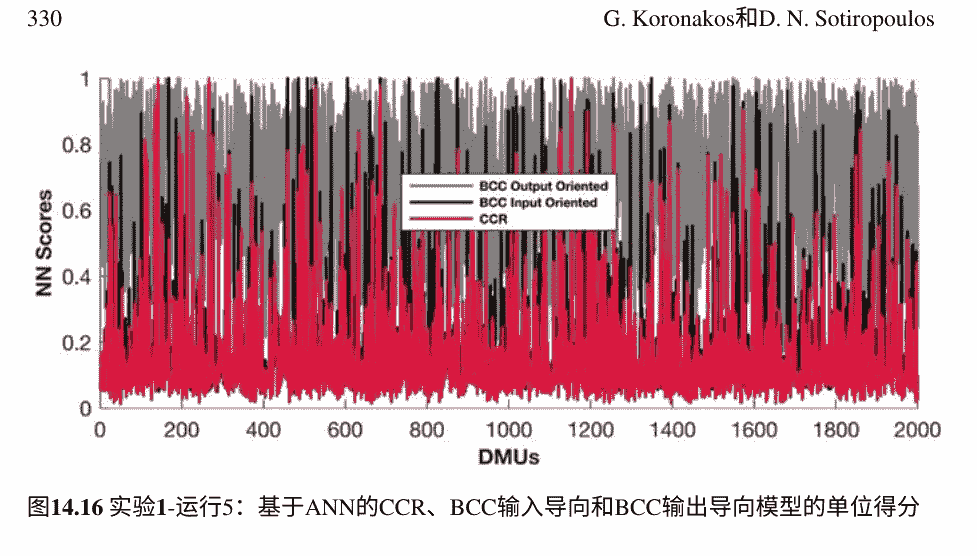 330
G. Koronakos和D. N. Sotiropoulos
1
0.8
0.6
0.4
0.2
0
NN Scores
BCC Output Oriented
BCC Input Oriented
CCR
0 200 400 600 800 1000 1200 1400 1600 1800 2000
DMUs
图14.16 实验1-运行5：基于ANN的CCR、BCC输入导向和BCC输出导向模型的单位得分